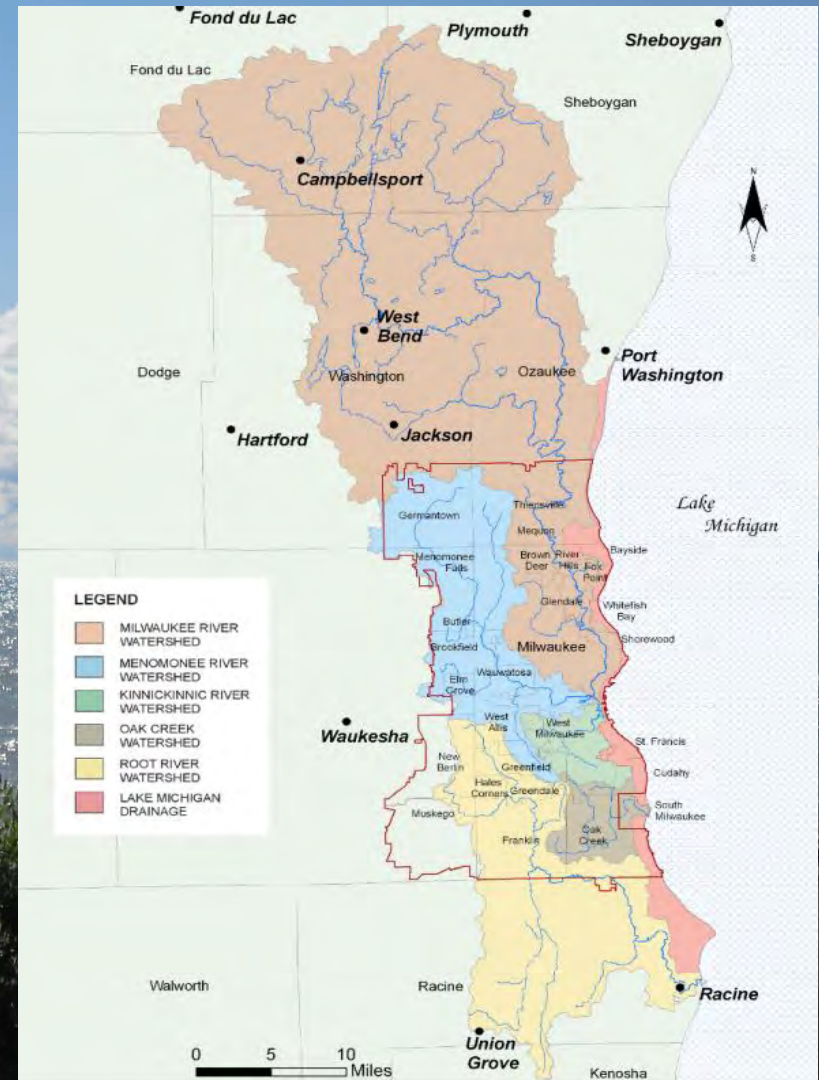 Fond du Lac
Plymouth
Sheboygan
Fond du Lac
Sheboygan
Campbellsport
N
S
West
Bend
Port
Washington
Dodge
Washington
Ozaukee
Hartford
Jackson
Lake
Michigan
Germantown
Thiensville
Mequon
Menomonee
Falls
Brown
Deer
River
Hills
Fox
Point
Bayside
Glendale
Whitefish
Bay
Shorewood
Butler
Brookfield
Milwaukee
Elm
Grove
Wauwatosa
LEGEND
MILWAUKEE RIVER
WATERSHED
MENOMONEE RIVER
WATERSHED
KINNICKINNIC RIVER
WATERSHED
OAK CREEK
WATERSHED
ROOT RIVER
WATERSHED
LAKE MICHIGAN
DRAINAGE
Waukesha
West
Allis
West
Milwaukee
St. Francis
New
Berlin
Greenfield
Cudahy
Hales
Corners
Greendale
Muskego
South
Milwaukee
Franklin
Oak
Creek
Walworth
Racine
Racine
Union
Grove
Kenosha
0 5 10
Miles